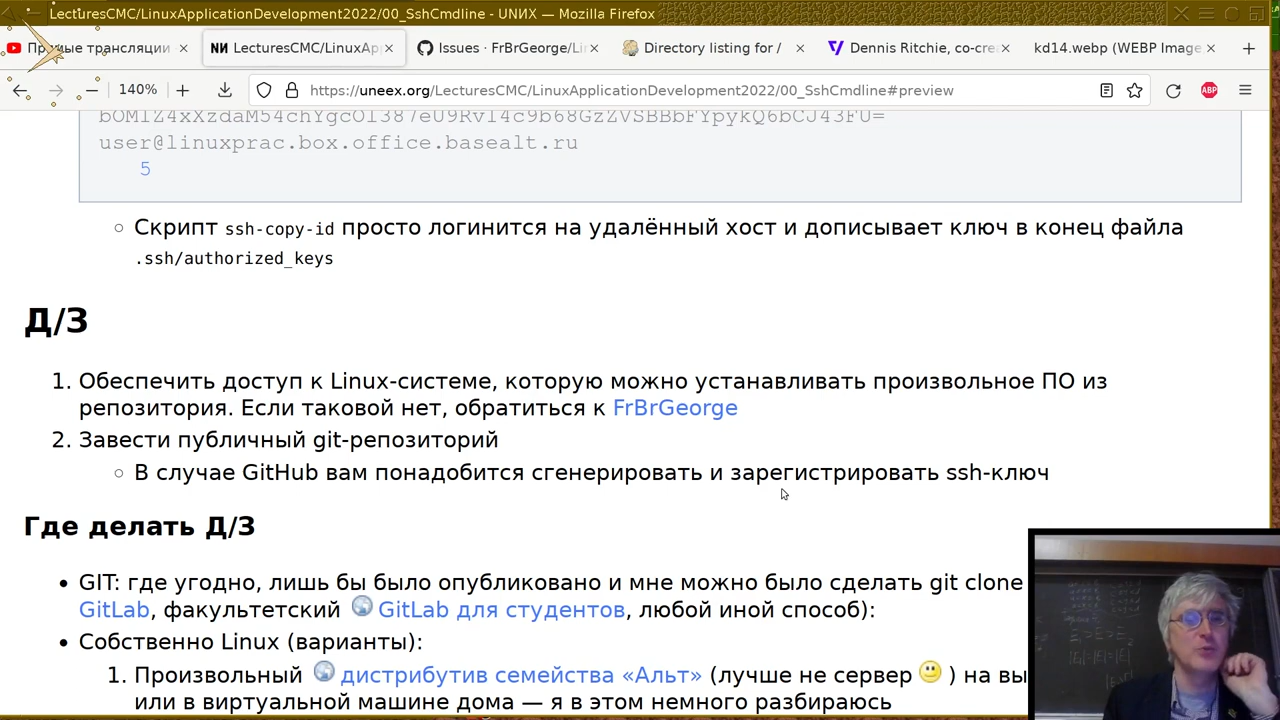 LecturesCMC/LinuxApplicationDevelopment2022/00_SshCmdline - UNИX — Mozilla Firefox
Прямые трансляции
LecturesCMC/LinuxAp
Issues · FrBrGeorge/Li
Directory listing for /
Dennis Ritchie, co-cre
kd14.webp (WEBP Image
140%
https://uneex.org/LecturesCMC/LinuxApplicationDevelopment2022/00_SshCmdline#preview
ABP
user@linuxprac.box.office.basealt.ru
5
Скрипт ssh-copy-id просто логинится на удалённый хост и дописывает ключ в конец файла
.ssh/authorized_keys
Д/З
1. Обеспечить доступ к Linux-системе, которую можно устанавливать произвольное ПО из
репозитория. Если таковой нет, обратиться к FrBrGeorge
2. Завести публичный git-репозиторий
В случае GitHub вам понадобится сгенерировать и зарегистрировать ssh-ключ
Где делать Д/З
GIT: где угодно, лишь бы было опубликовано и мне можно было сделать git clone
GitLab, факультетский GitLab для студентов, любой иной способ):
Собственно Linux (варианты):
1. Произвольный дистрибутив семейства «Альт» (лучше не сервер ) на вы
или в виртуальной машине дома — я в этом немного разбираюсь